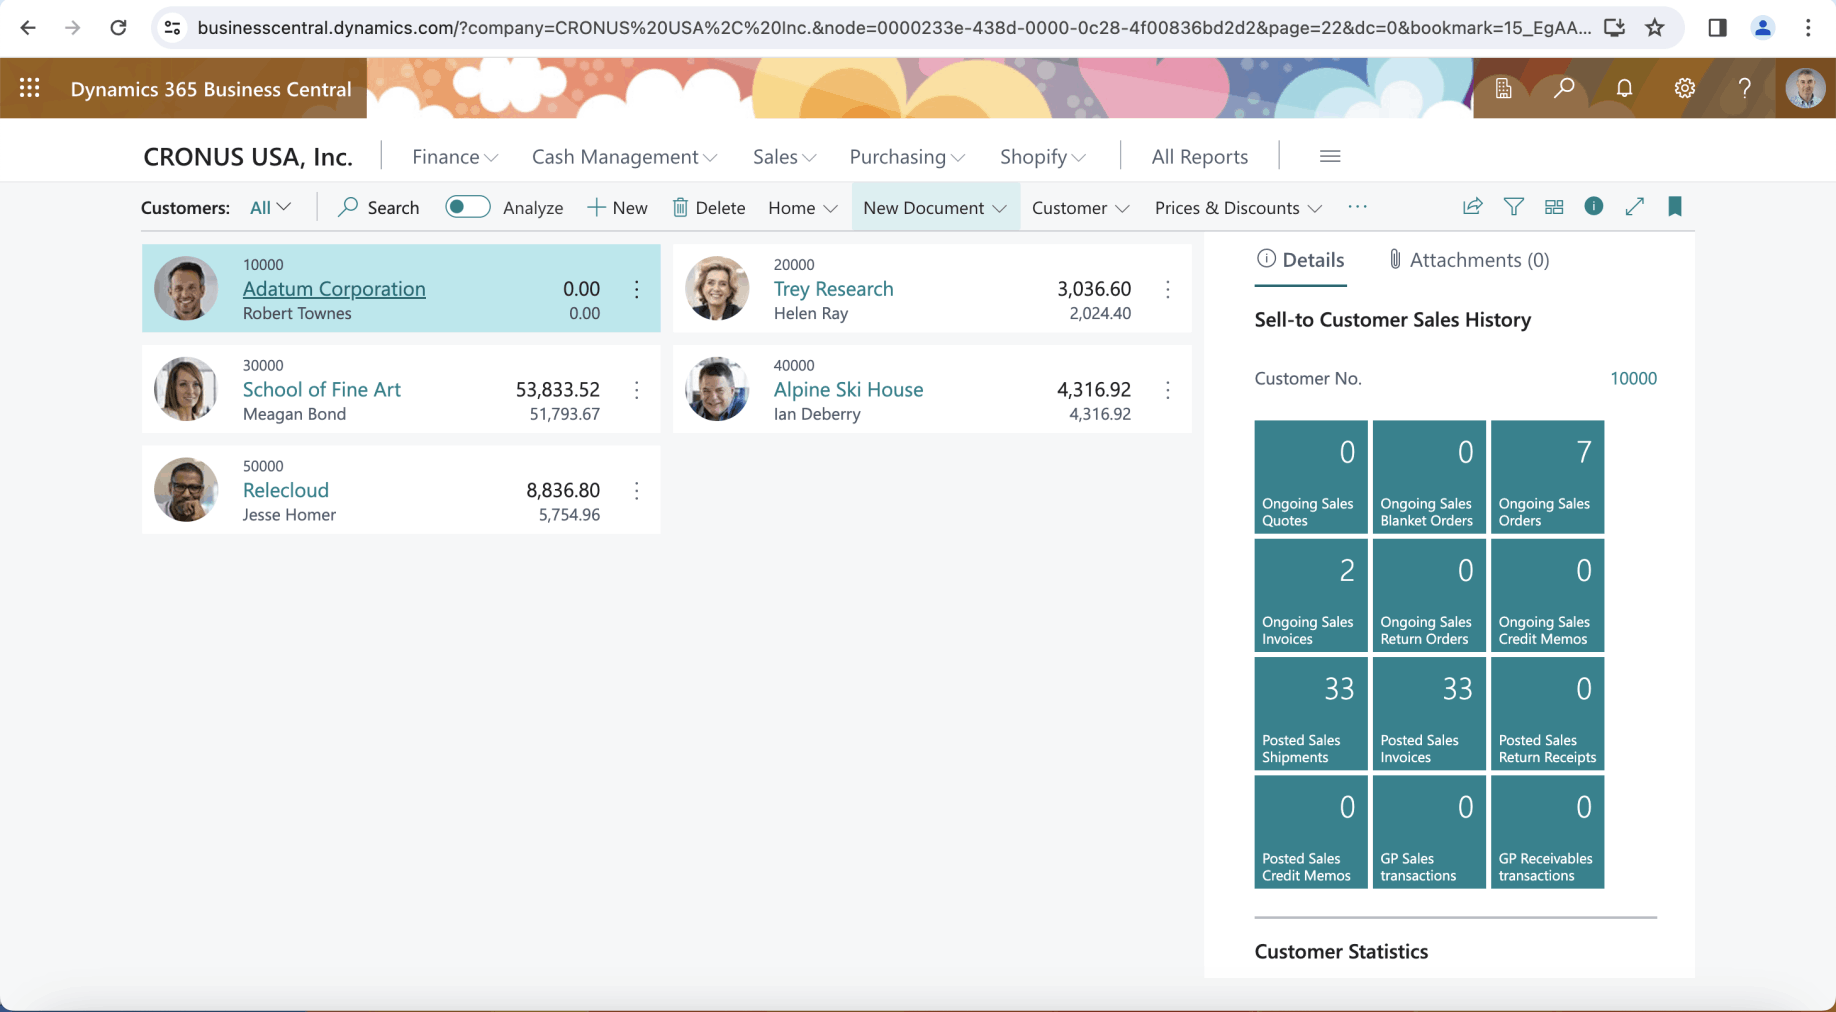 businesscentral.dynamics.com/?company=CRONUS%20USA%2C%20Inc.&node=0000233e-438d-0000-0c28-4f00836bd2d2&page=22&dc=0&bookmark=15_EgAA...
Dynamics 365 Business Central
CRONUS USA, Inc.
Finance
Cash Management
Sales
Purchasing
Shopify
All Reports
Customers:
All
Search
Analyze
New
Delete
Home
New Document
Customer
Prices & Discounts
10000
Adatum Corporation
0.00
Robert Townes
0.00
20000
Trey Research
3,036.60
Helen Ray
2,024.40
30000
School of Fine Art
53,833.52
Meagan Bond
51,793.67
40000
Alpine Ski House
4,316.92
Ian Deberry
4,316.92
50000
Relecloud
8,836.80
Jesse Homer
5,754.96
Details
Attachments (0)
Sell-to Customer Sales History
Customer No.
10000
0
Ongoing Sales
Quotes
0
Ongoing Sales
Blanket Orders
7
Ongoing Sales
Orders
2
Ongoing Sales
Invoices
0
Ongoing Sales
Return Orders
0
Ongoing Sales
Credit Memos
33
Posted Sales
Shipments
33
Posted Sales
Invoices
0
Posted Sales
Return Receipts
0
Posted Sales
Credit Memos
0
GP Sales
transactions
0
GP Receivables
transactions
Customer Statistics